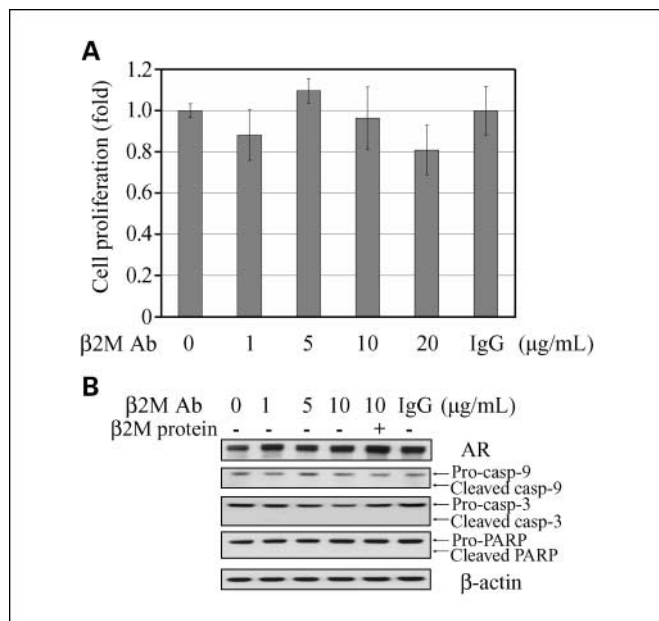 A
Cell proliferation (fold)
1.2
1.0
0.8
0.6
0.4
0.2
0
β2M Ab 0 1 5 10 20 IgG (μg/mL)
B
β2M Ab 0 1 5 10 10 IgG (μg/mL)
β2M protein - - - - + -
AR
Pro-casp-9
Cleaved casp-9
Pro-casp-3
Cleaved casp-3
Pro-PARP
Cleaved PARP
β-actin